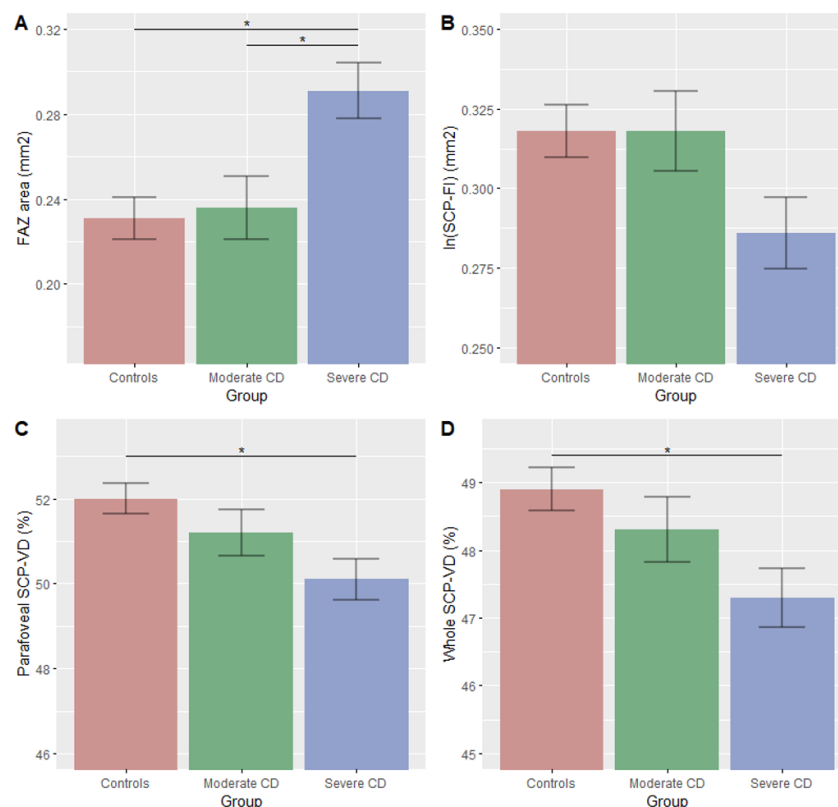 A
FAZ area (mm2)
0.32
0.28
0.24
0.20
*
*
Controls Moderate CD Severe CD
Group
B
ln(SCP-FI) (mm2)
0.350
0.325
0.300
0.275
0.250
Controls Moderate CD Severe CD
Group
C
Parafoveal SCP-VD (%)
52
50
48
46
*
Controls Moderate CD Severe CD
Group
D
Whole SCP-VD (%)
49
48
47
46
45
*
Controls Moderate CD Severe CD
Group